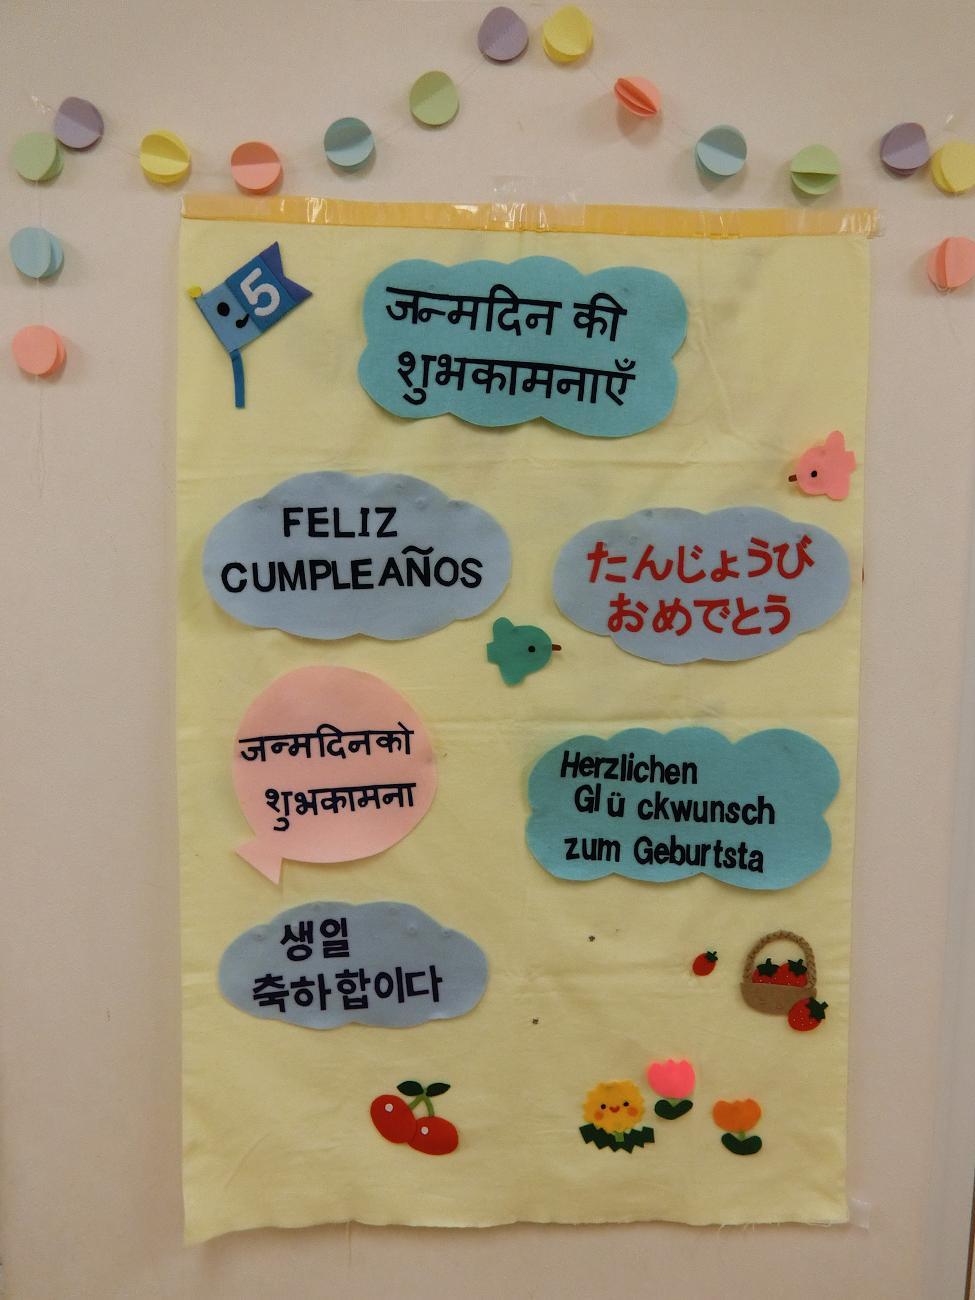 5
जन्मदिन की
शुभकामनाएँ
FELIZ
CUMPLEAÑOS
たんじょうび
おめでとう
जन्मदिनको
शुभकामना
Herzlichen
Glü ckwunsch
zum Geburtsta
생일
축하합이다